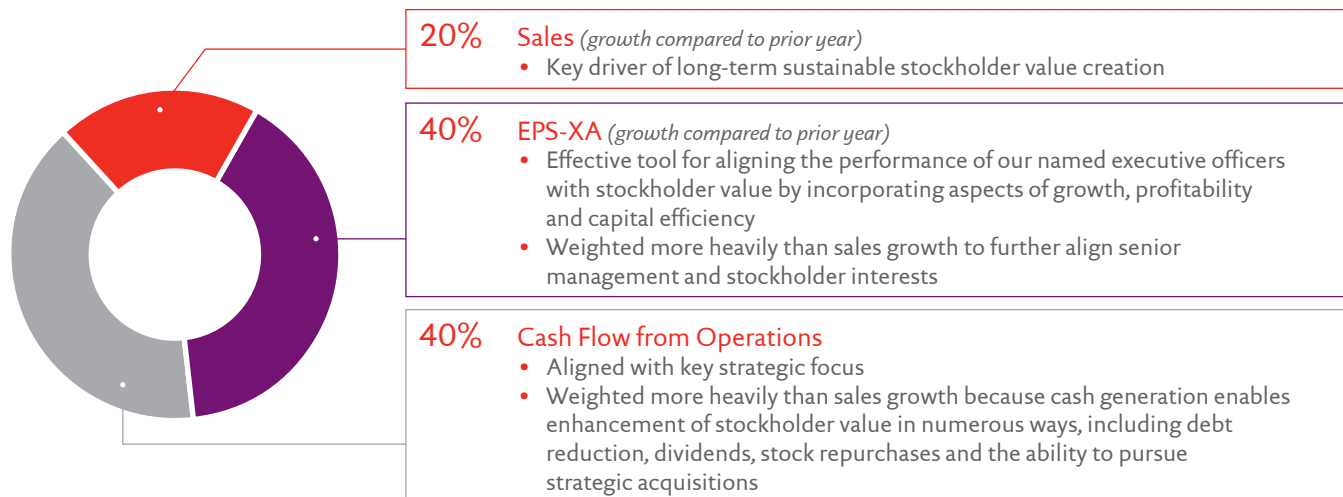 20% Sales (growth compared to prior year)
• Key driver of long-term sustainable stockholder value creation
40% EPS-XA (growth compared to prior year)
• Effective tool for aligning the performance of our named executive officers
with stockholder value by incorporating aspects of growth, profitability
and capital efficiency
• Weighted more heavily than sales growth to further align senior
management and stockholder interests
40% Cash Flow from Operations
• Aligned with key strategic focus
• Weighted more heavily than sales growth because cash generation enables
enhancement of stockholder value in numerous ways, including debt
reduction, dividends, stock repurchases and the ability to pursue
strategic acquisitions